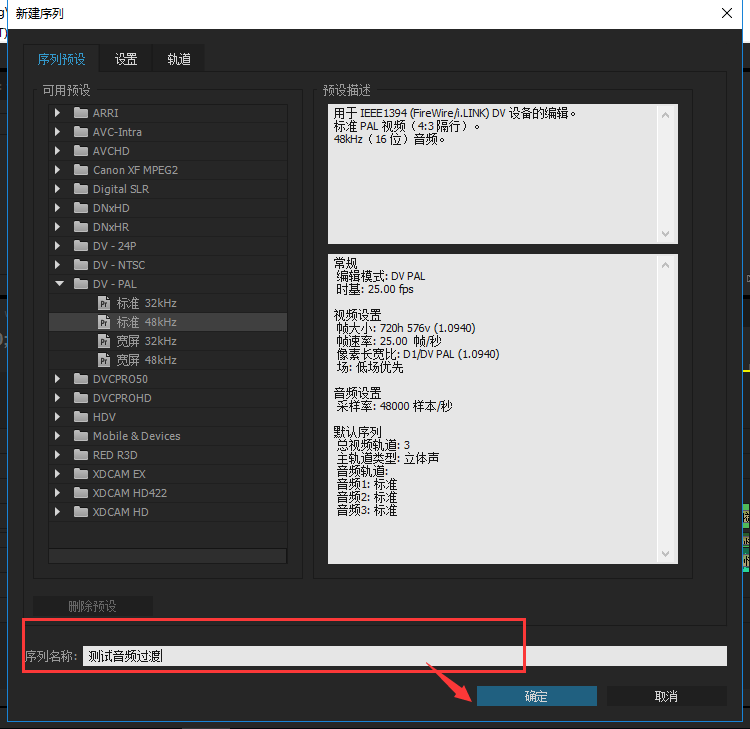 新建序列
序列预设
设置
轨道
可用预设
ARRI
AVC-Intra
AVCHD
Canon XF MPEG2
Digital SLR
DNxHD
DNxHR
DV - 24P
DV - NTSC
DV - PAL
标准 32kHz
标准 48kHz
宽屏 32kHz
宽屏 48kHz
DVCPRO50
DVCPROHD
HDV
Mobile & Devices
RED R3D
XDCAM EX
XDCAM HD422
XDCAM HD
删除预设
预设描述
用于 IEEE1394 (FireWire/i.LINK) DV 设备的编辑。
标准 PAL 视频（4:3 隔行）。
48kHz（16 位）音频。
常规
编辑模式: DV PAL
时基: 25.00 fps
视频设置
帧大小: 720h 576v (1.0940)
帧速率: 25.00 帧/秒
像素长宽比: D1/DV PAL (1.0940)
场: 低场优先
音频设置
采样率: 48000 样本/秒
默认序列
总视频轨道: 3
主轨道类型: 立体声
音频轨道:
音频1: 标准
音频2: 标准
音频3: 标准
序列名称: 测试音频过渡
确定
取消